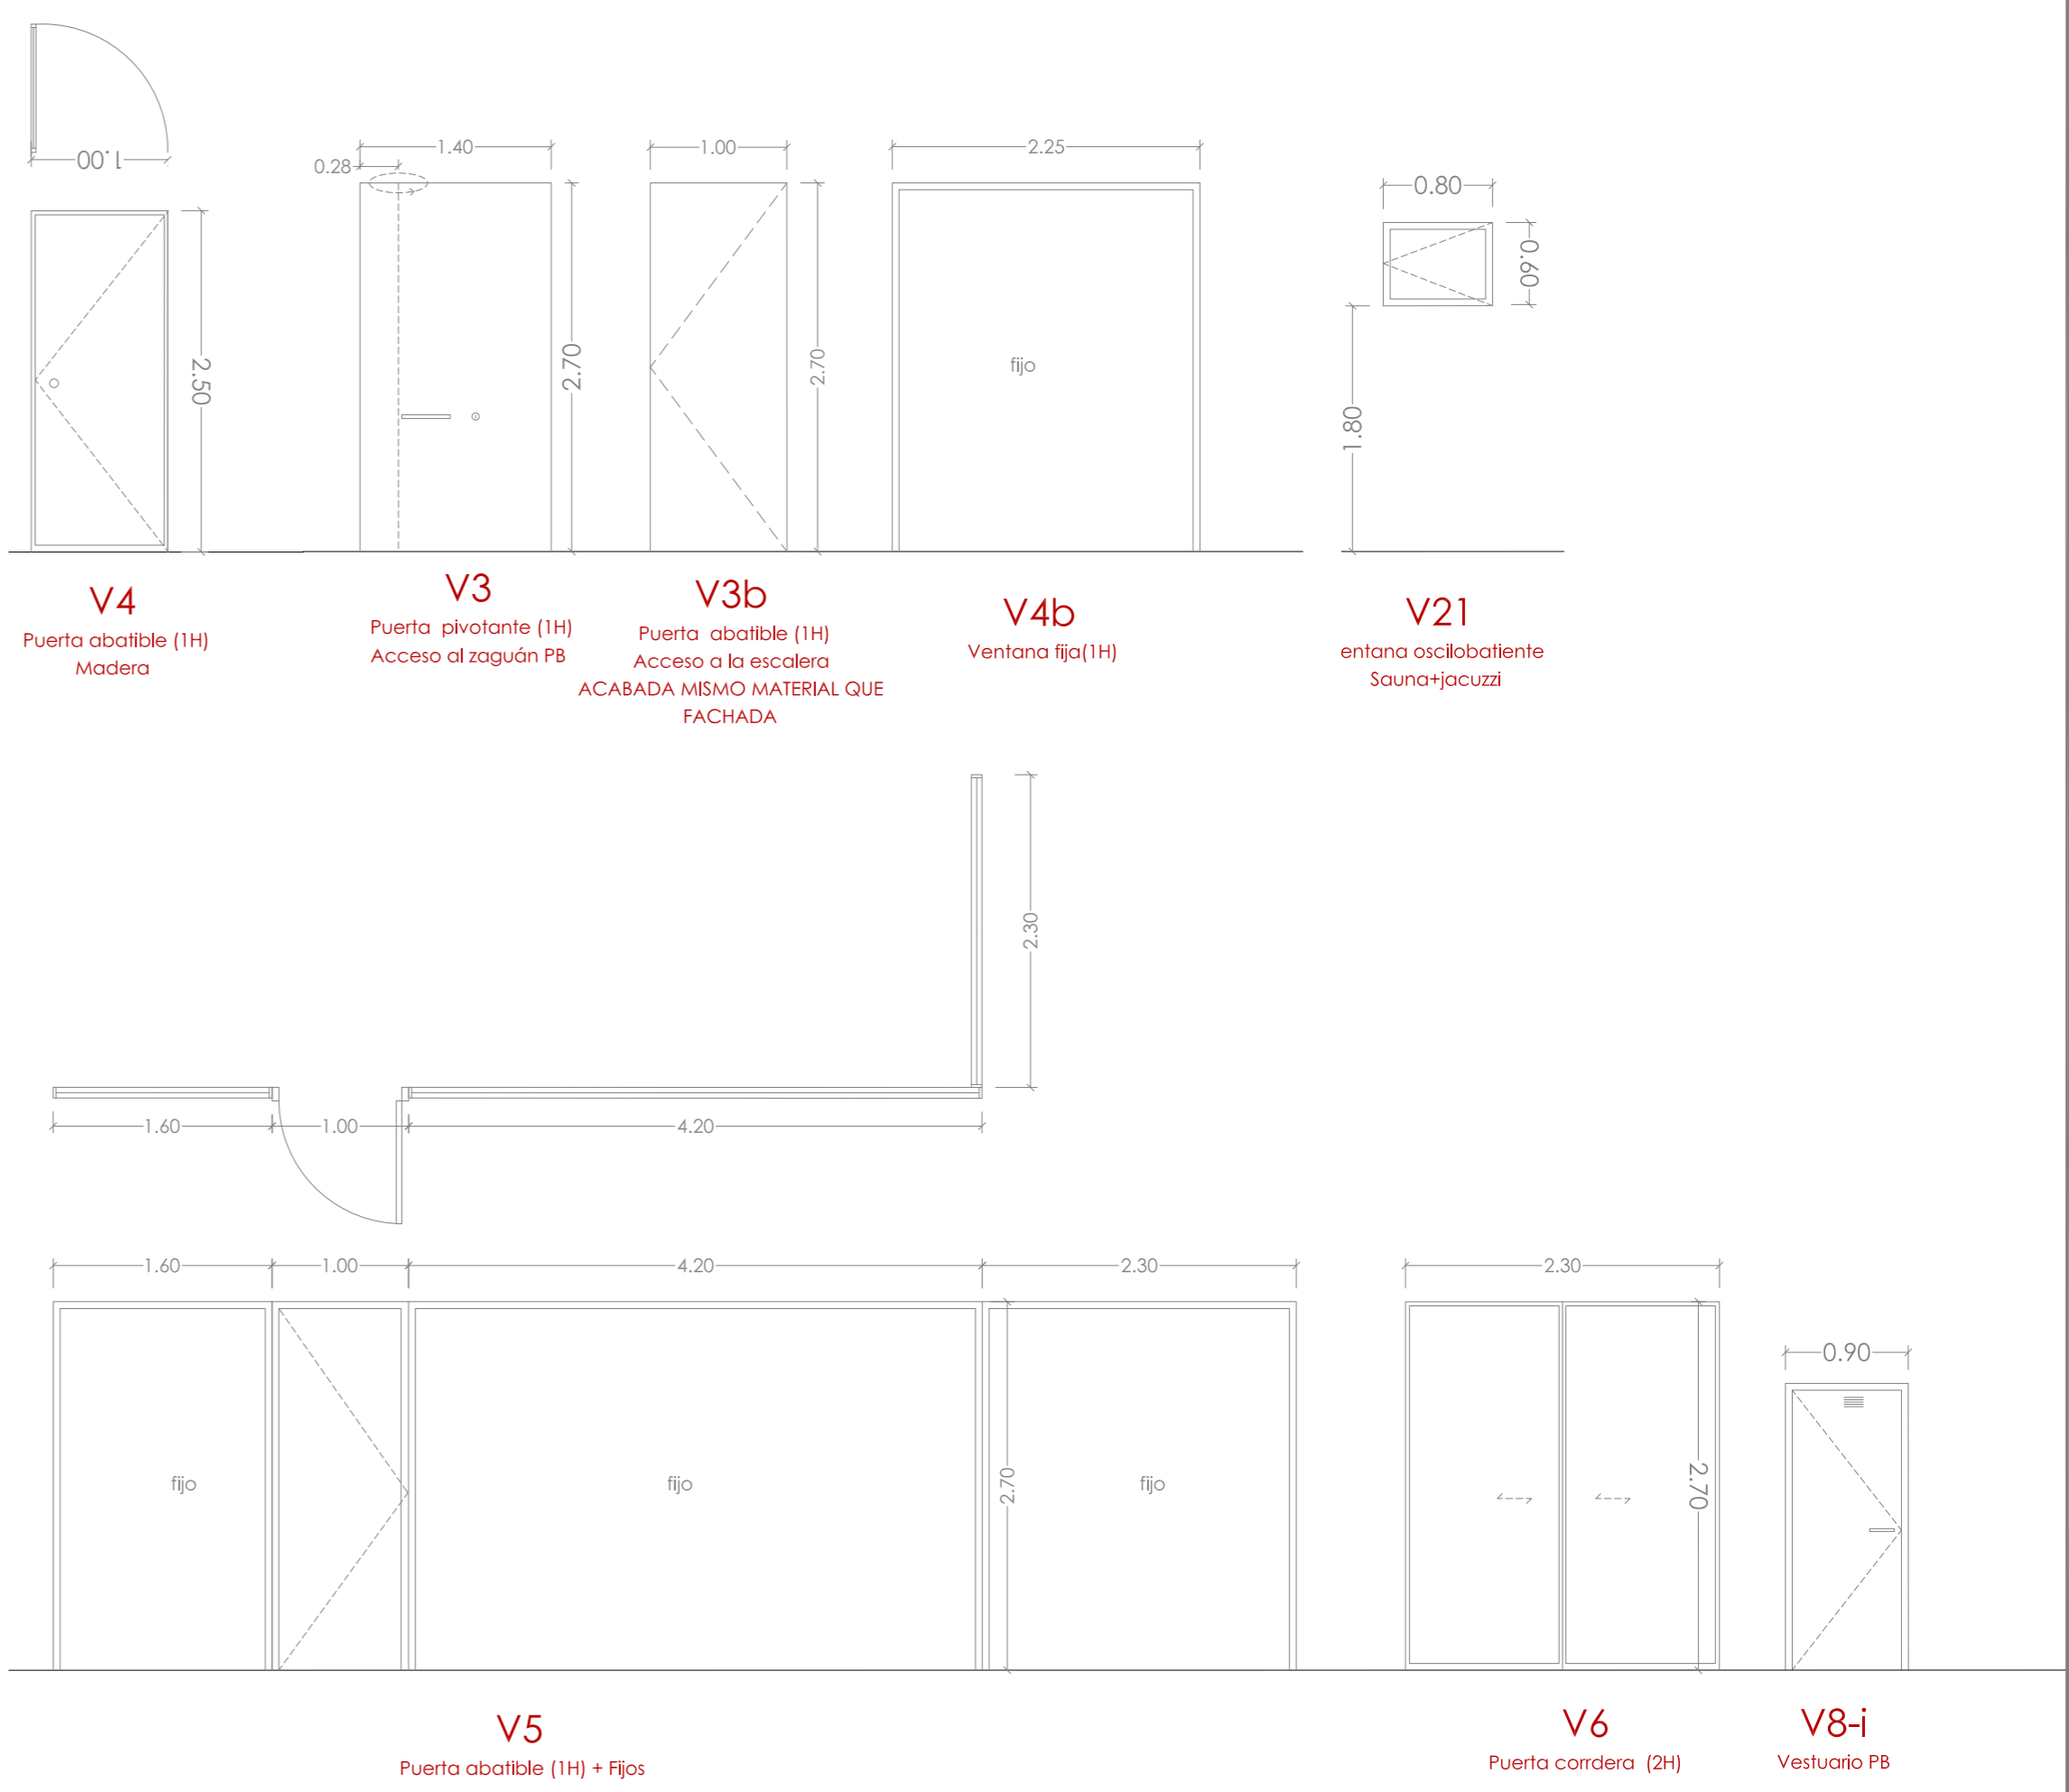 1.00
2.50
V4
Puerta abatible (1H)
Madera
1.40
0.28
2.70
V3
Puerta pivotante (1H)
Acceso al zaguán PB
1.00
2.70
V3b
Puerta abatible (1H)
Acceso a la escalera
ACABADA MISMO MATERIAL QUE
FACHADA
2.25
fijo
V4b
Ventana fija(1H)
0.80
0.60
1.80
V21
entana oscilobatiente
Sauna+jacuzzi
2.30
1.60
1.00
4.20
1.60
1.00
4.20
2.30
fijo
fijo
2.70
fijo
V5
Puerta abatible (1H) + Fijos
2.30
2.70
V6
Puerta corrdera (2H)
0.90
V8-i
Vestuario PB